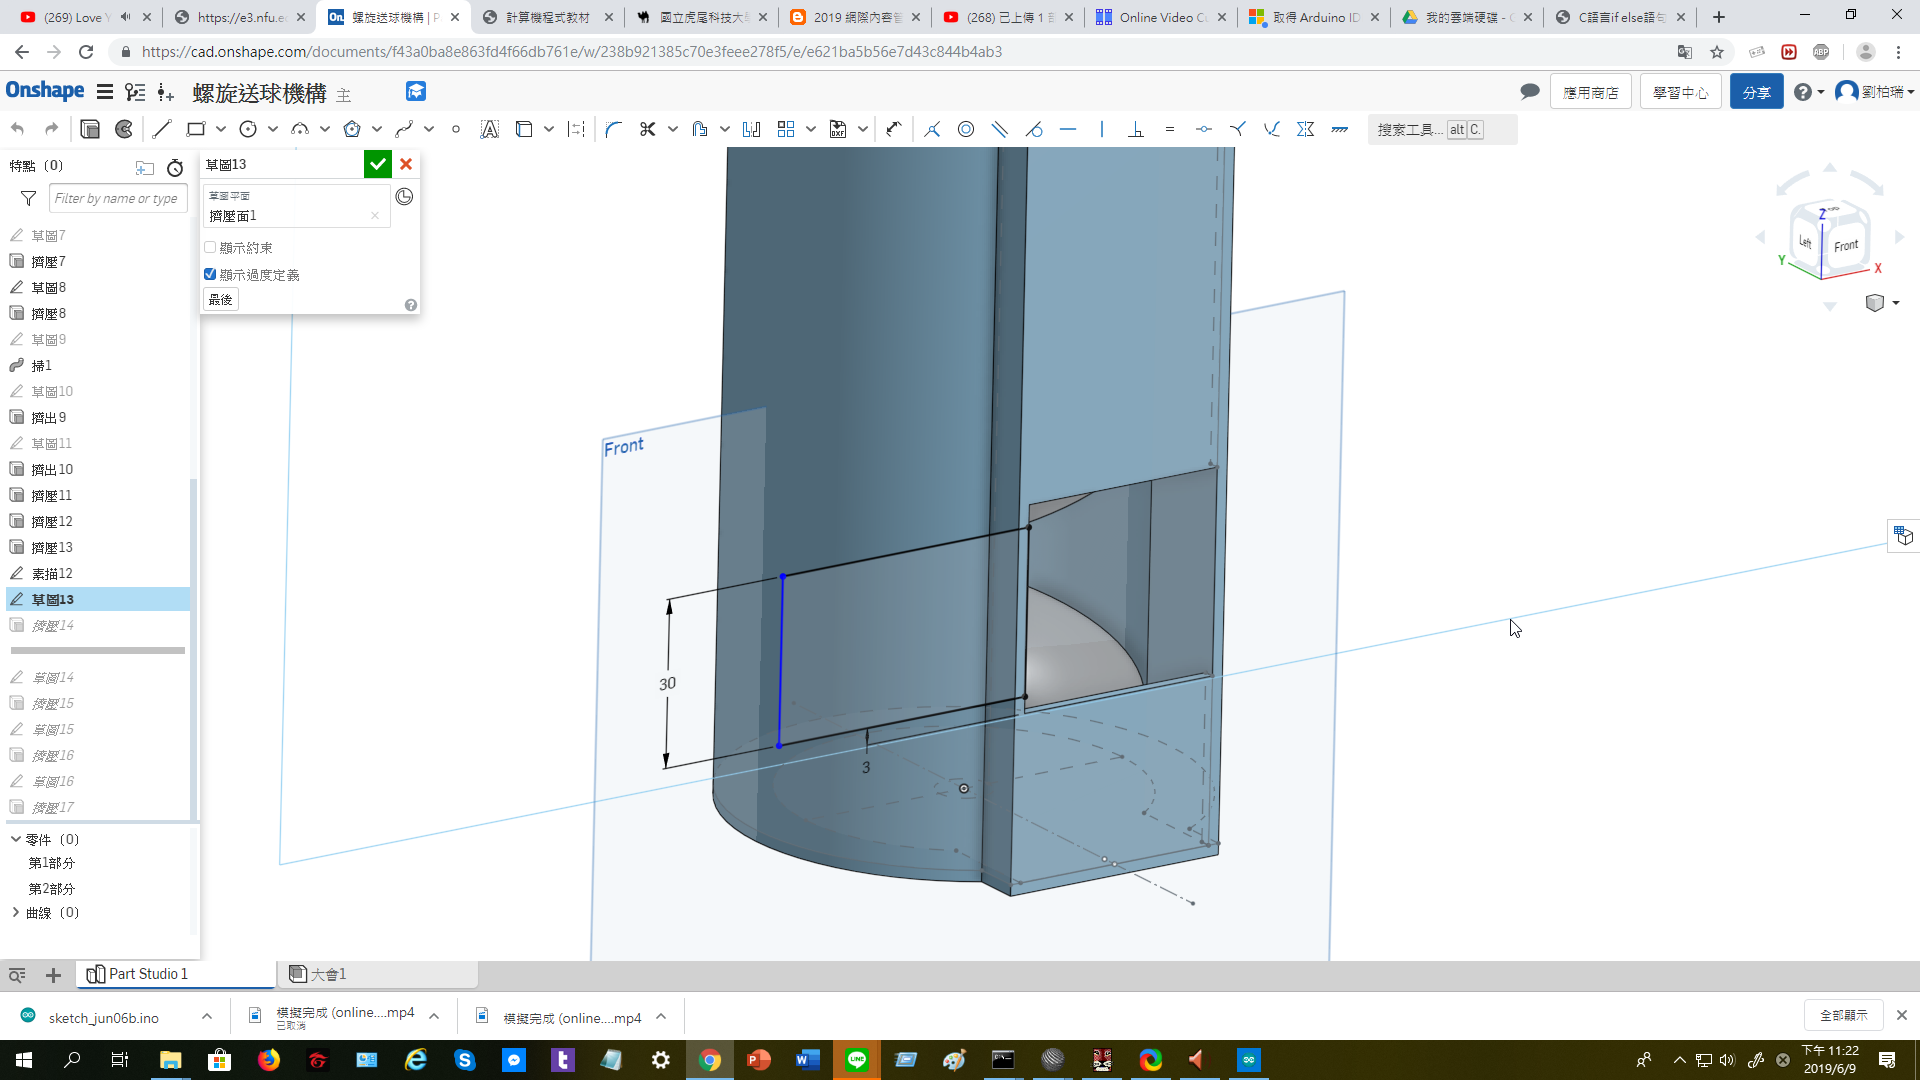 (269) Love Y
https://e3.nfu.e
螺旋送球機構 | P
計算機程式教材
國立虎尾科技大
2019 網際內容
(268) 已上傳 1
Online Video C
取得 Arduino ID
我的雲端硬碟 -
C語言if else語句
https://cad.onshape.com/documents/f43a0ba8e863fd4f66db761e/w/238b921385c70e3feee278f5/e/e621ba5b56e7d43c844b4ab3
Onshape
螺旋送球機構 主
應用商店
學習中心
分享
劉柏瑞
搜索工具... alt C.
特點 (0)
Filter by name or type
草圖7
擠壓7
草圖8
擠壓8
草圖9
掃1
草圖10
擠出9
草圖11
擠出10
擠壓11
擠壓12
擠壓13
素描12
草圖13
擠壓14
草圖14
擠壓15
草圖15
擠壓16
草圖16
擠壓17
零件 (0)
第1部分
第2部分
曲線 (0)
草圖13
草圖平面
擠壓面1
顯示約束
顯示過度定義
最後
Front
30
3
Top
Z
Left
Front
Y
X
Part Studio 1
大會1
sketch_jun06b.ino
模擬完成 (online....mp4
已取消
模擬完成 (online....mp4
全部顯示
下午 11:22
2019/6/9